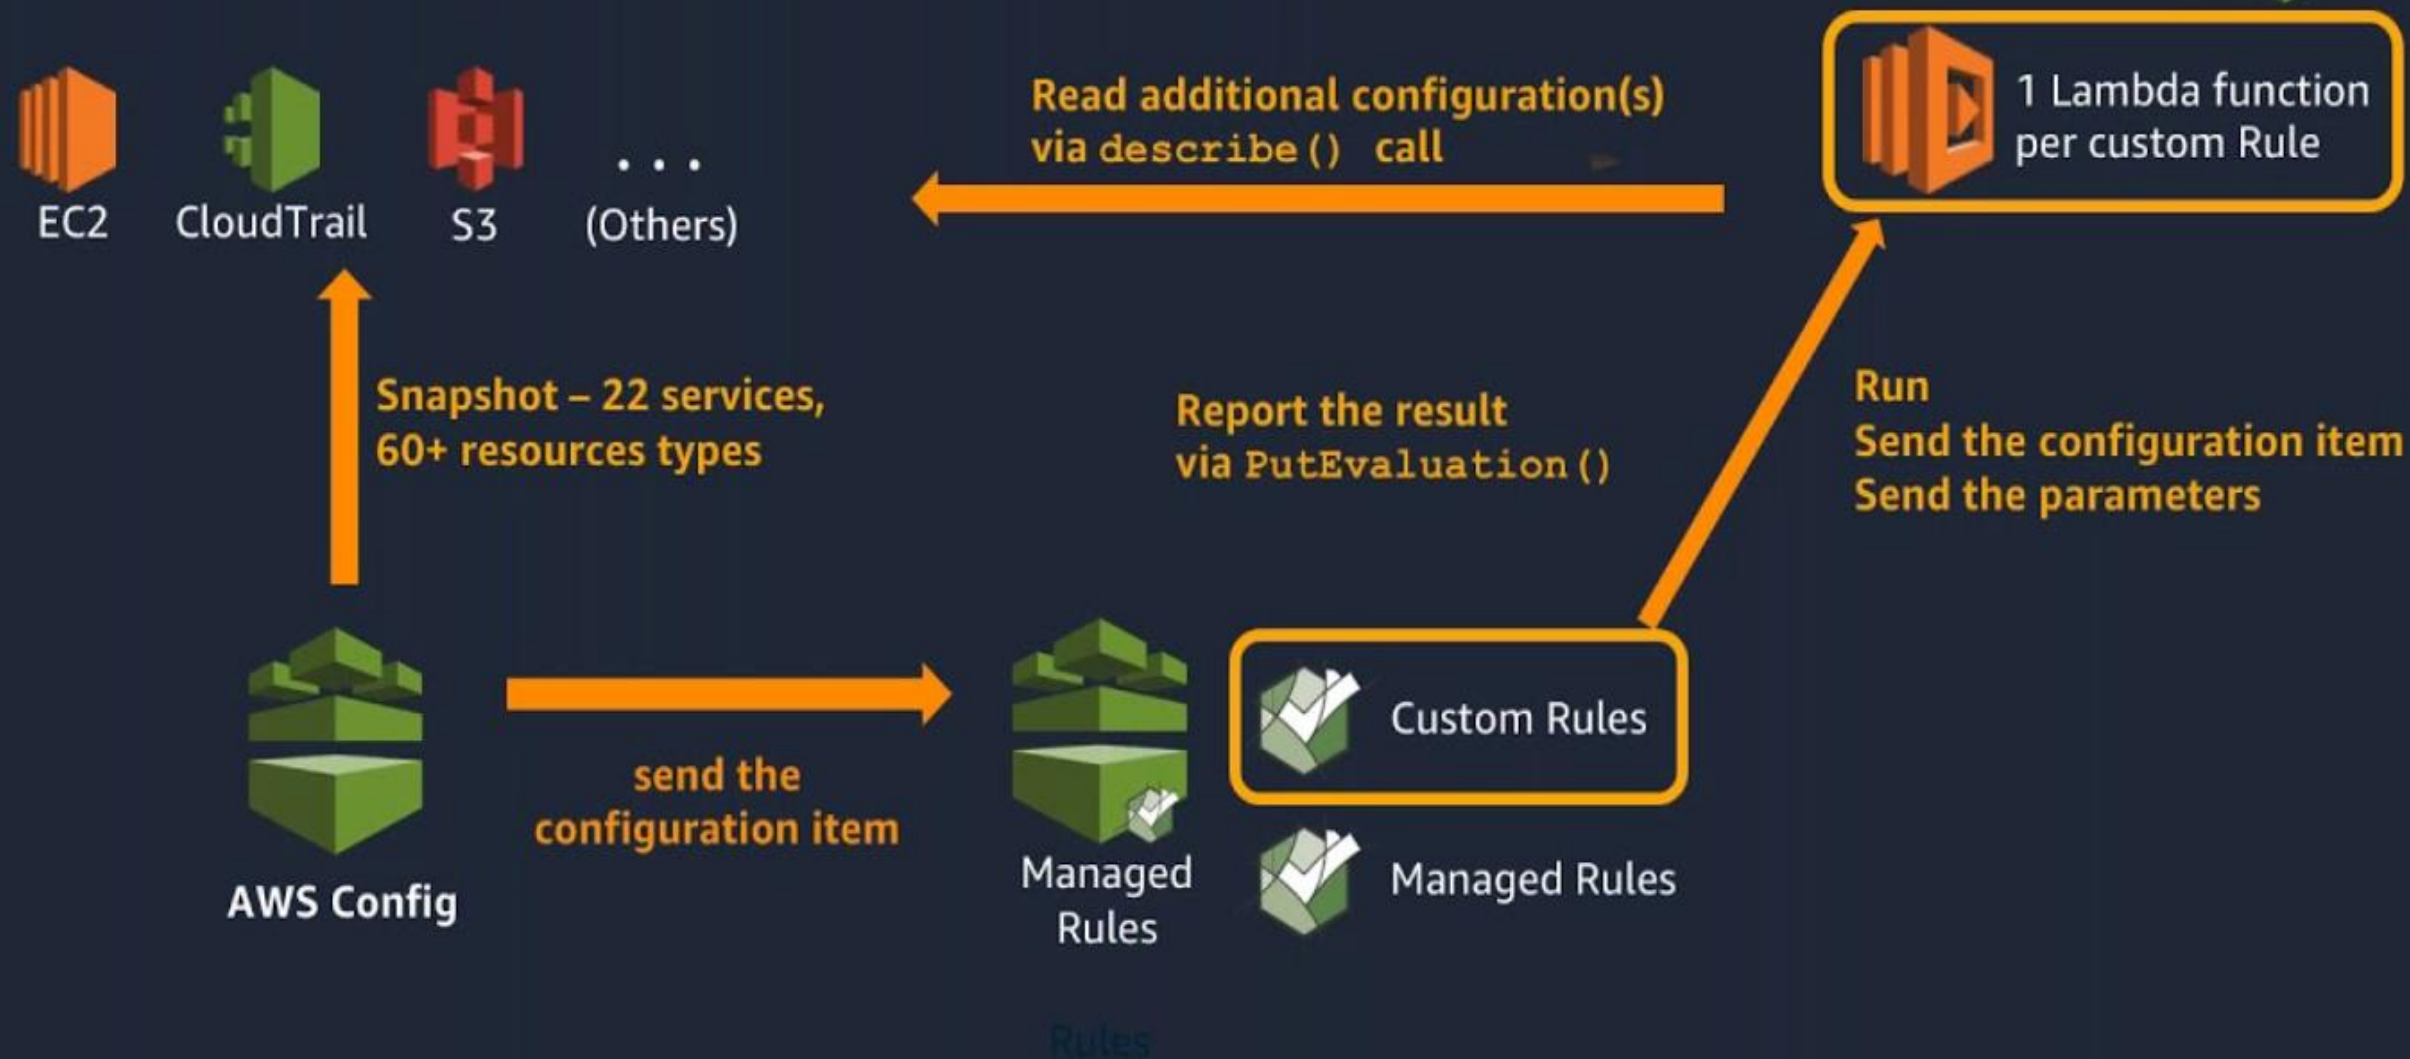 EC2
CloudTrail
S3
...
(Others)
Read additional configuration(s)
via describe() call
1 Lambda function
per custom Rule
Snapshot – 22 services,
60+ resources types
Report the result
via PutEvaluation()
Run
Send the configuration item
Send the parameters
AWS Config
send the
configuration item
Managed
Rules
Custom Rules
Managed Rules
Rules